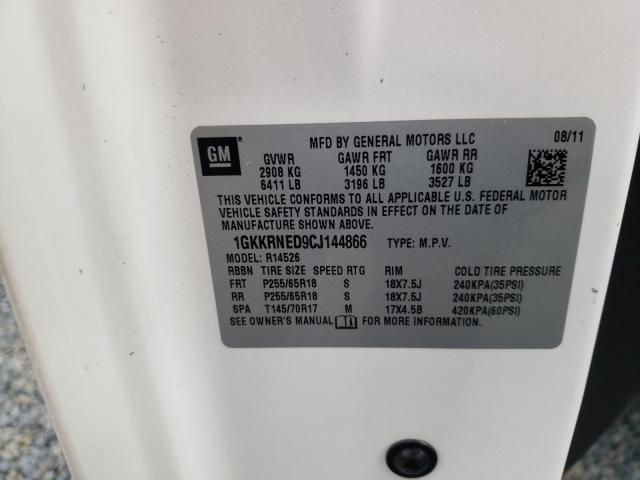 GM
MFD BY GENERAL MOTORS LLC 08/11
GVWR GAWR FRT GAWR RR
2908 KG 1450 KG 1600 KG
6411 LB 3196 LB 3527 LB
THIS VEHICLE CONFORMS TO ALL APPLICABLE U.S. FEDERAL MOTOR
VEHICLE SAFETY STANDARDS IN EFFECT ON THE DATE OF
MANUFACTURE SHOWN ABOVE.
1GKKRNED9CJ144866 TYPE: M.P.V.
MODEL: R14526
RBBN TIRE SIZE SPEED RTG RIM COLD TIRE PRESSURE
FRT P255/65R18 S 18X7.5J 240KPA(35PSI)
RR P255/65R18 S 18X7.5J 240KPA(35PSI)
SPA T145/70R17 M 17X4.5B 420KPA(60PSI)
SEE OWNER'S MANUAL FOR MORE INFORMATION.